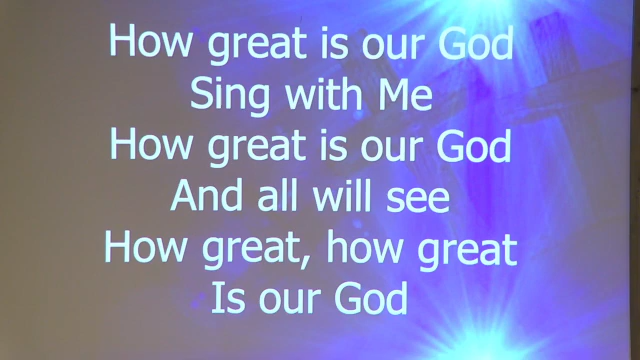 How great is our God
Sing with Me
How great is our God
And all will see
How great, how great
Is our God